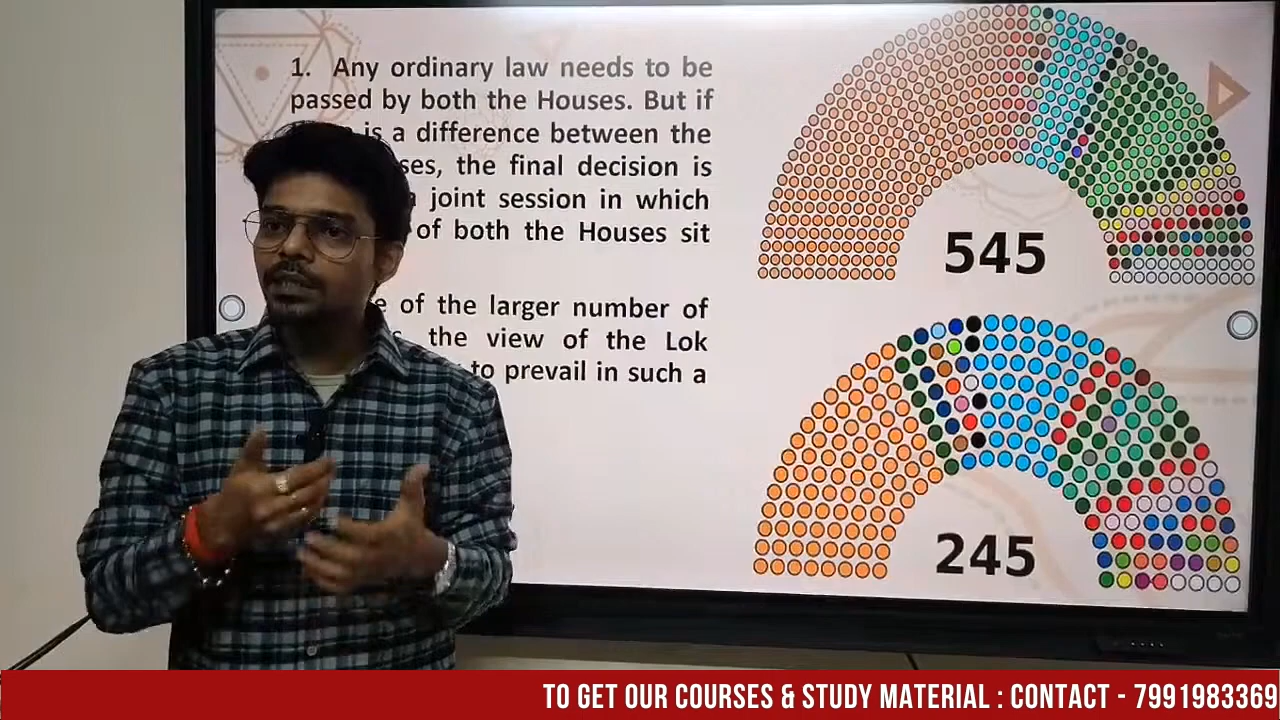 1. Any ordinary law needs to be
passed by both the Houses. But if
is a difference between the
ses, the final decision is
joint session in which
of both the Houses sit
e of the larger number of
the view of the Lok
to prevail in such a
545
245
TO GET OUR COURSES & STUDY MATERIAL : CONTACT - 7991983369